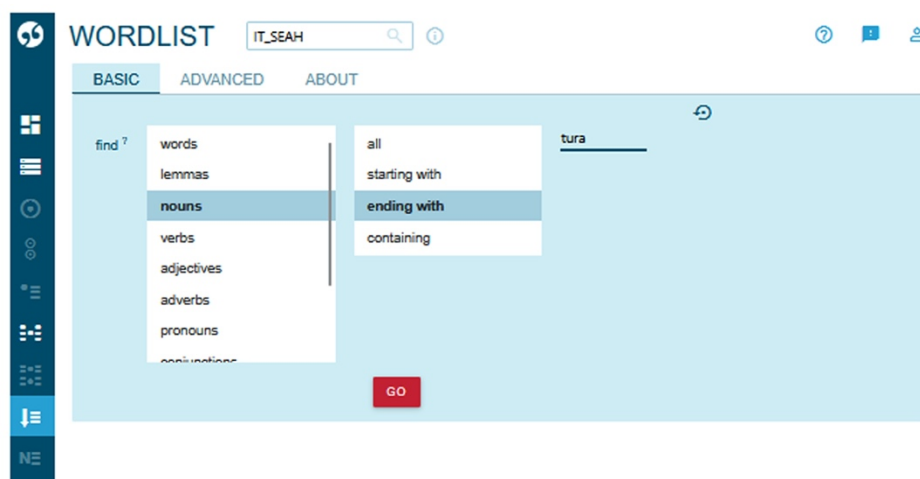 WORDLIST IT_SEAH
BASIC ADVANCED ABOUT
find ? words all tura
lemmas starting with
nouns ending with
verbs containing
adjectives
adverbs
pronouns
conjunctions
GO